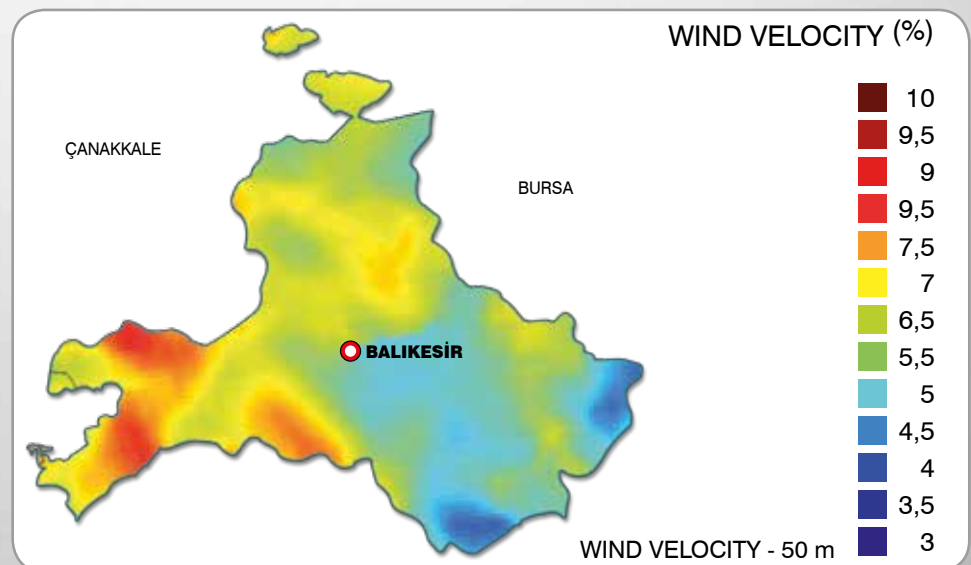 WIND VELOCITY (%)
ÇANAKKALE
BURSA
BALIKESİR
10
9,5
9
9,5
7,5
7
6,5
5,5
5
4,5
4
3,5
3
WIND VELOCITY - 50 m